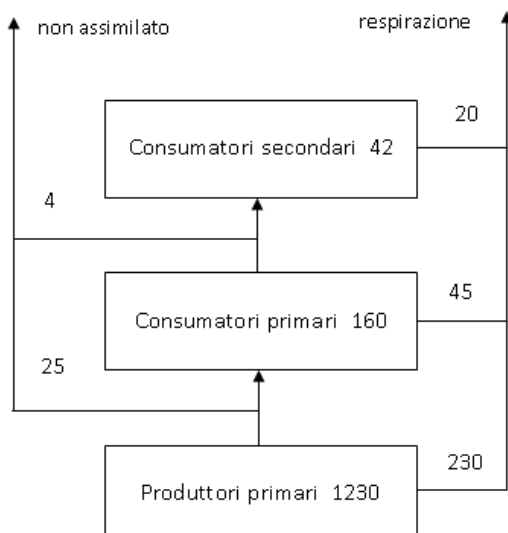 non assimilato
respirazione
20
Consumatori secondari 42
4
45
Consumatori primari 160
25
230
Produttori primari 1230